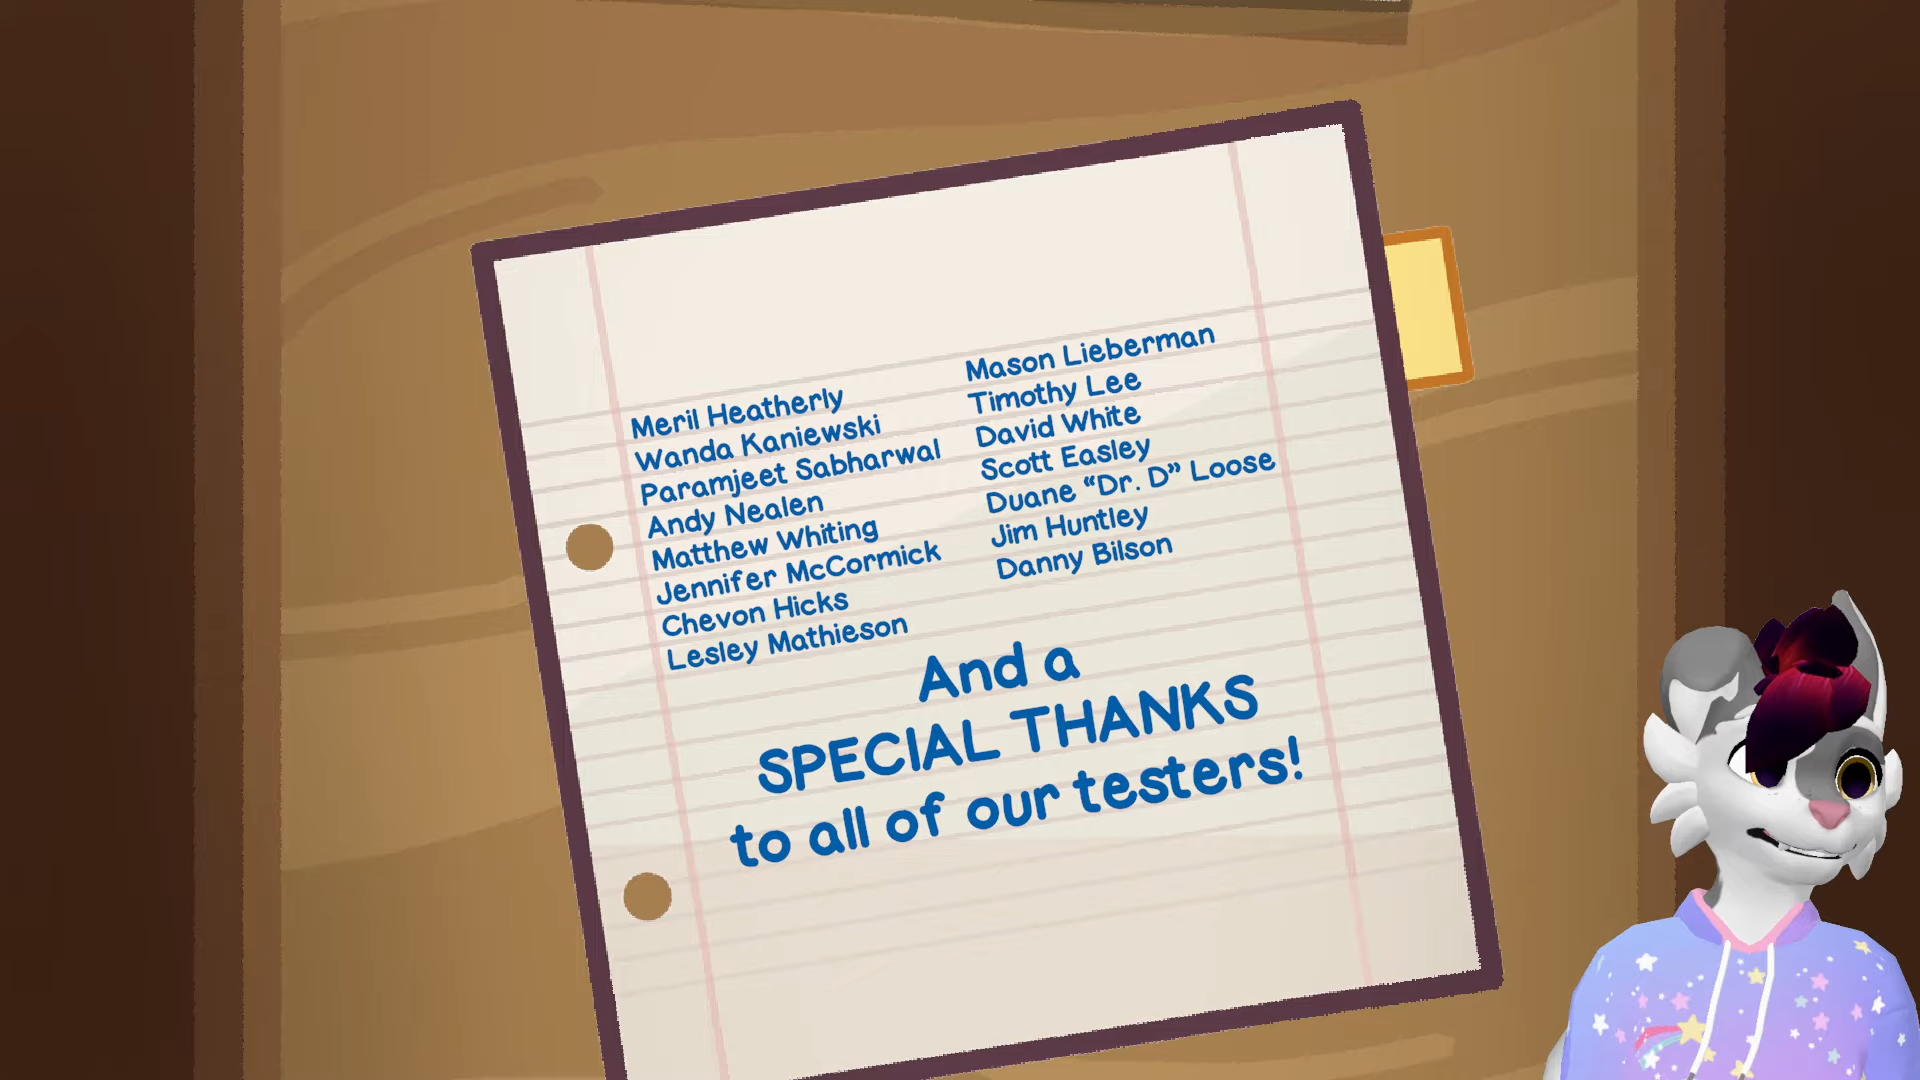 Meril Heatherly
Wanda Kaniewski
Paramjeet Sabharwal
Andy Nealen
Matthew Whiting
Jennifer McCormick
Chevon Hicks
Lesley Mathieson
Mason Lieberman
Timothy Lee
David White
Scott Easley
Duane “Dr. D” Loose
Jim Huntley
Danny Bilson
And a
SPECIAL THANKS
to all of our testers!